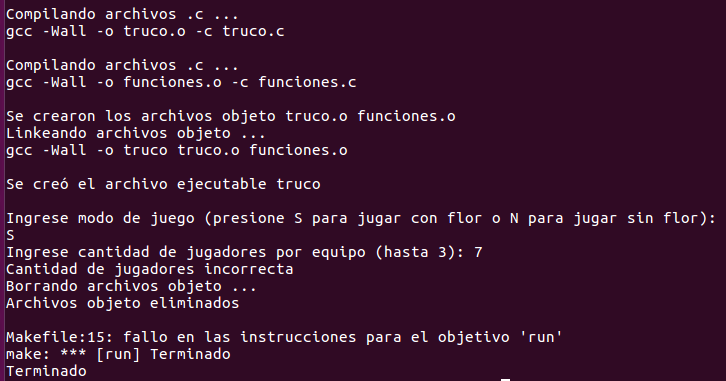 Compilando archivos .c ...
gcc -Wall -o truco.o -c truco.c
Compilando archivos .c ...
gcc -Wall -o funciones.o -c funciones.c
Se crearon los archivos objeto truco.o funciones.o
Linkeando archivos objeto ...
gcc -Wall -o truco truco.o funciones.o
Se creó el archivo ejecutable truco
Ingrese modo de juego (presione S para jugar con flor o N para jugar sin flor):
S
Ingrese cantidad de jugadores por equipo (hasta 3): 7
Cantidad de jugadores incorrecta
Borrando archivos objeto ...
Archivos objeto eliminados
Makefile:15: fallo en las instrucciones para el objetivo 'run'
make: *** [run] Terminado
Terminado